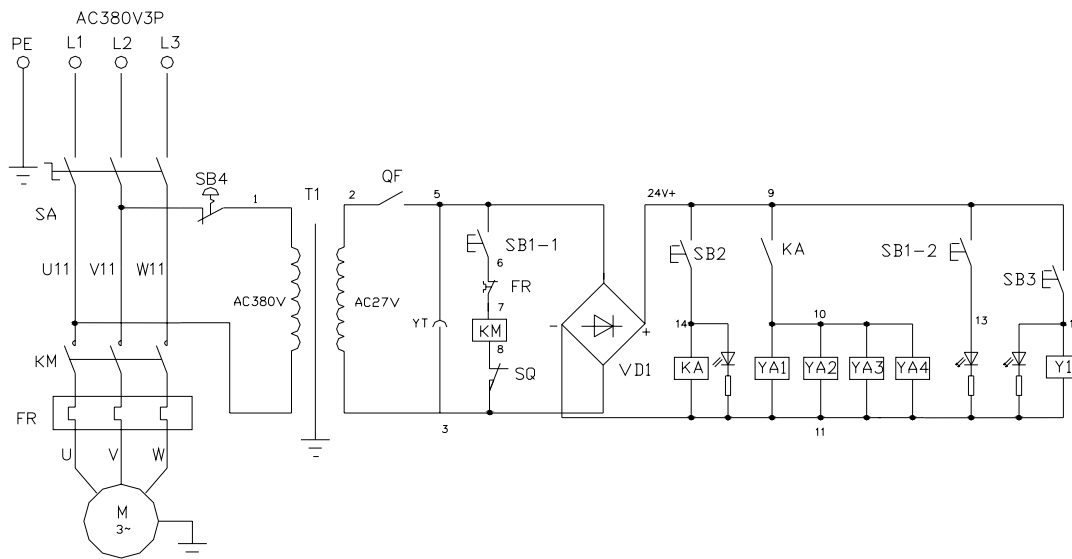 AC380V3P
PE L1 L2 L3
SB4 1 T1 2 QF 5 24V+ 9
SA
SB1-1 SB2 KA SB1-2
6
U11 V11 W11
FR SB3
AC380V AC27V
7
YT KM - + 14 10 13 1
8
KM SQ VD1 KA YA1 YA2 YA3 YA4 Y1
FR
3 11
U V W
M
3~